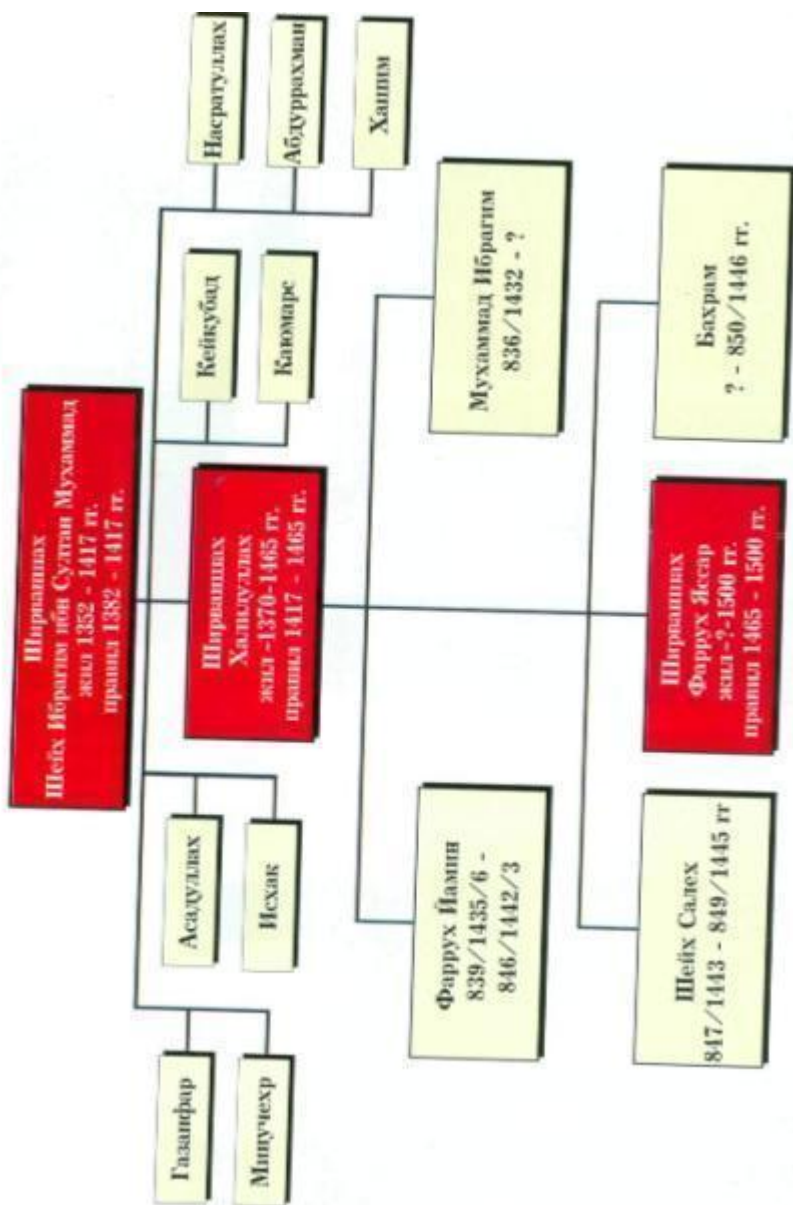 Ширваншах
Шейх Ибрагим ибн Султан Мухаммад
жил 1352 - 1417 гг.
правил 1382 - 1417 гг.
Газанфар
Минучехр
Асадуллах
Исхак
Ширваншах
Халилуллах
жил -1370-1465 гг.
правил 1417 - 1465 гг.
Кейкубад
Каюмарс
Насратуллах
Абдуррахман
Хашим
Фаррух Йамин
839/1435/6 -
846/1442/3
Мухаммад Ибрагим
836/1432 - ?
Шейх Салех
847/1443 - 849/1445 гг
Ширваншах
Фаррух Яссар
жил -?-1500 гг.
правил 1465 - 1500 гг.
Бахрам
? - 850/1446 гг.